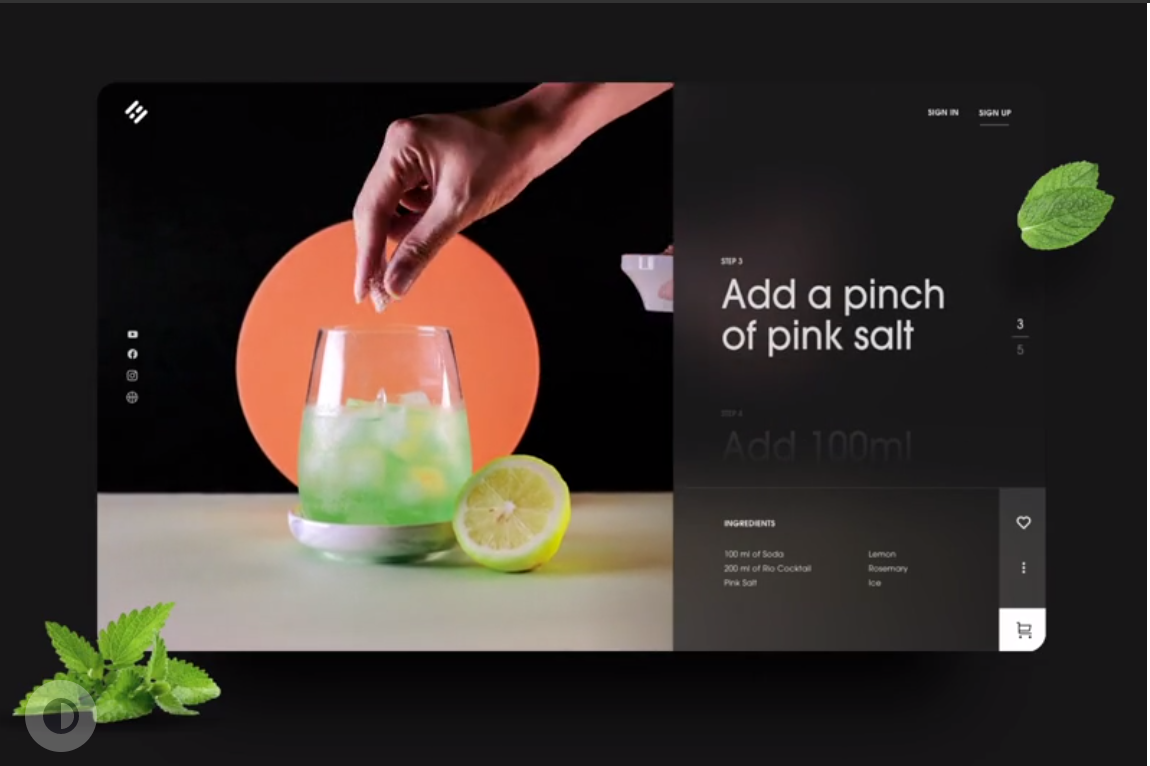 SIGN IN
SIGN UP
STEP 3
Add a pinch
of pink salt
3
5
STEP 4
Add 100ml
INGREDIENTS
100 ml of Soda
200 ml of Rio Cocktail
Pink Salt
Lemon
Rosemary
Ice